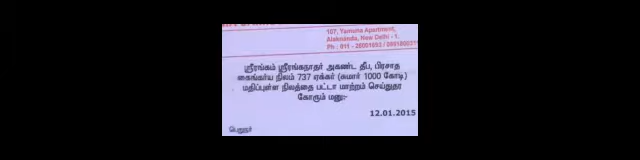 107, Yamuna Apartment,
Alaknanda, New Delhi - 1.
ஸ்ரீரங்கம் ஸ்ரீரங்கநாதர் அகண்ட தீப, பிரசாத
கைங்கர்ய நிலம் 737 ஏக்கர் (சுமார் 1000 கோடி)
மதிப்புள்ள நிலத்தை பட்டா மாற்றம் செய்துதர
கோரும் மனு:-
12.01.2015
பெறுநர்